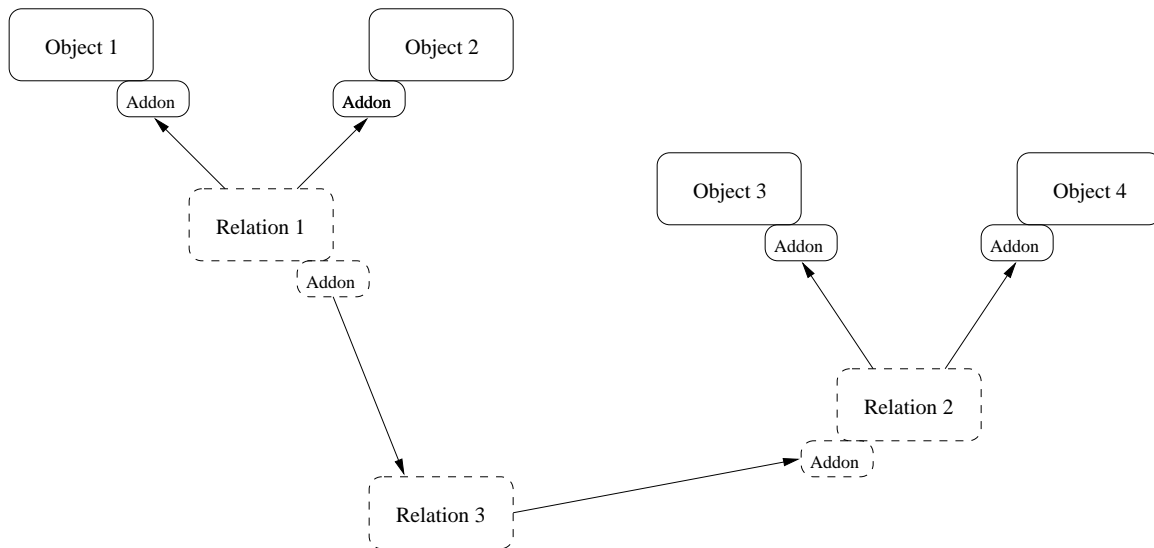 Object 1
Object 2
Addon
Addon
Object 3
Object 4
Relation 1
Addon
Addon
Addon
Relation 2
Addon
Relation 3